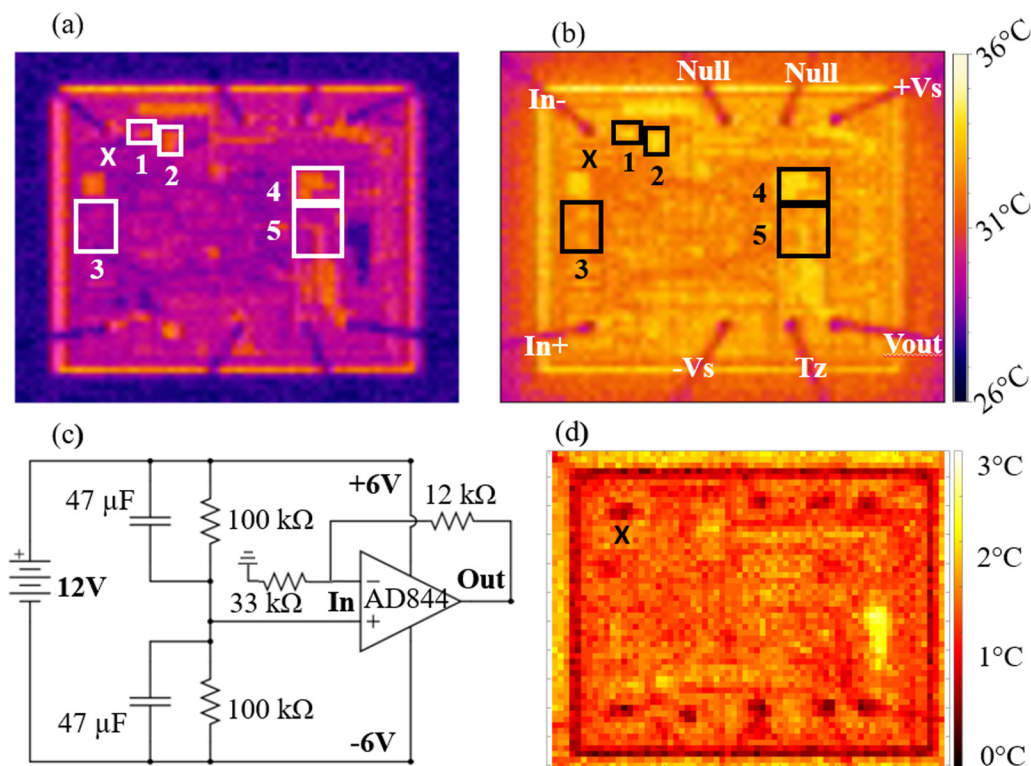 (a)
X
1
2
3
4
5
(b)
Null
Null
In-
+Vs
X
1
2
3
4
5
In+
-Vs
Tz
Vout
36°C
31°C
26°C
(c)
47 µF
100 kΩ
+6V
12 kΩ
12V
33 kΩ
In
AD844
Out
47 µF
100 kΩ
-6V
(d)
X
3°C
2°C
1°C
0°C